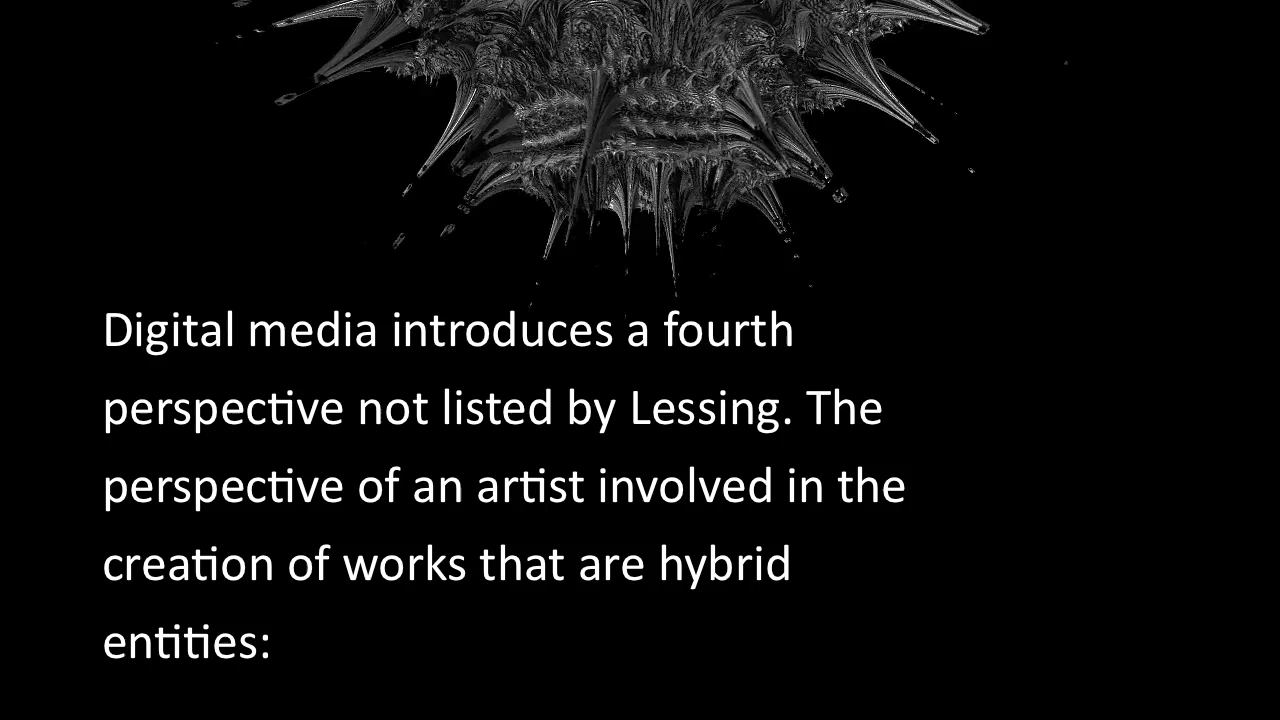 Digital media introduces a fourth
perspective not listed by Lessing. The
perspective of an artist involved in the
creation of works that are hybrid
entities: